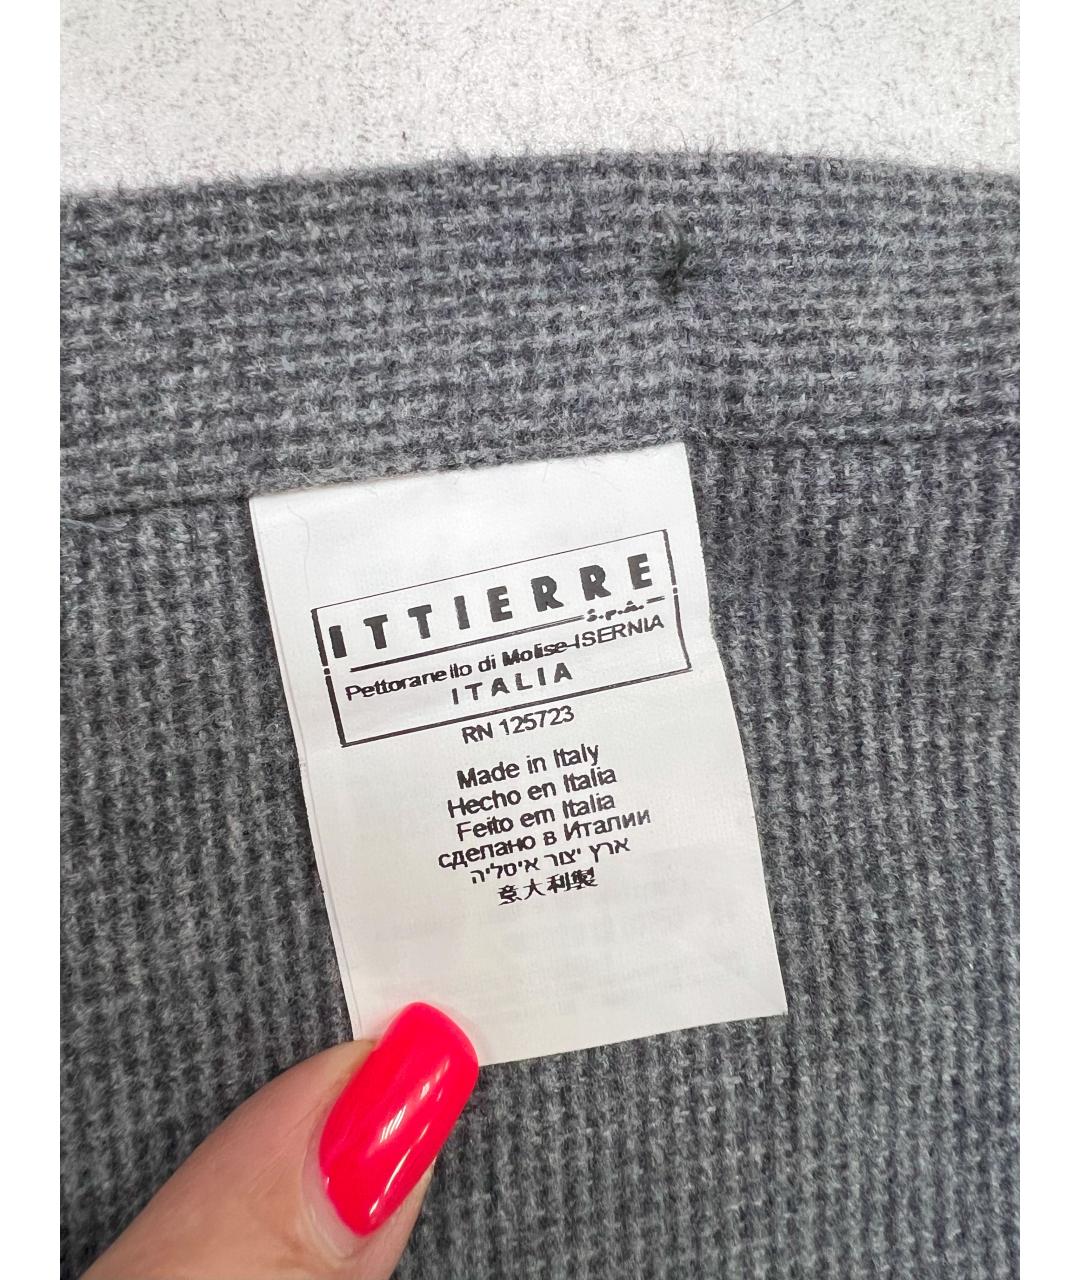 ITTIERRE
S.p.A.
Pettoranello di Molise-ISERNIA
ITALIA
RN 125723
Made in Italy
Hecho en Italia
Feito em Italia
сделано в Италии
ארץ יצור איטליה
意大利製